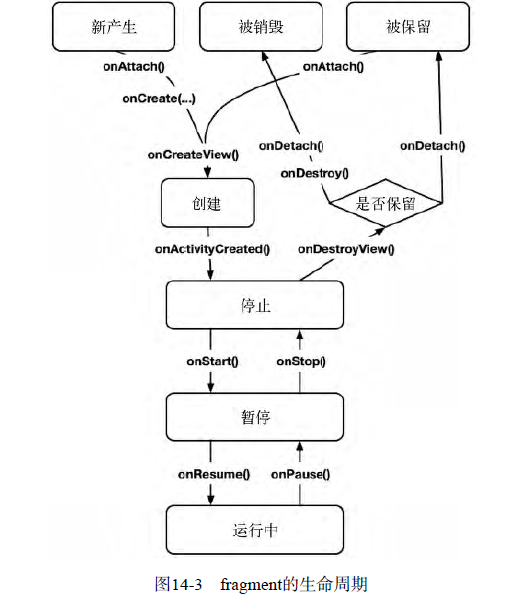 新产生
被销毁
被保留
onAttach()
onAttach()
onCreate(...)
onCreateView()
onDetach()
onDetach()
onDestroy()
创建
是否保留
onActivityCreated()
onDestroyView()
停止
onStart()
onStop()
暂停
onResume()
onPause()
运行中
图14-3 fragment的生命周期